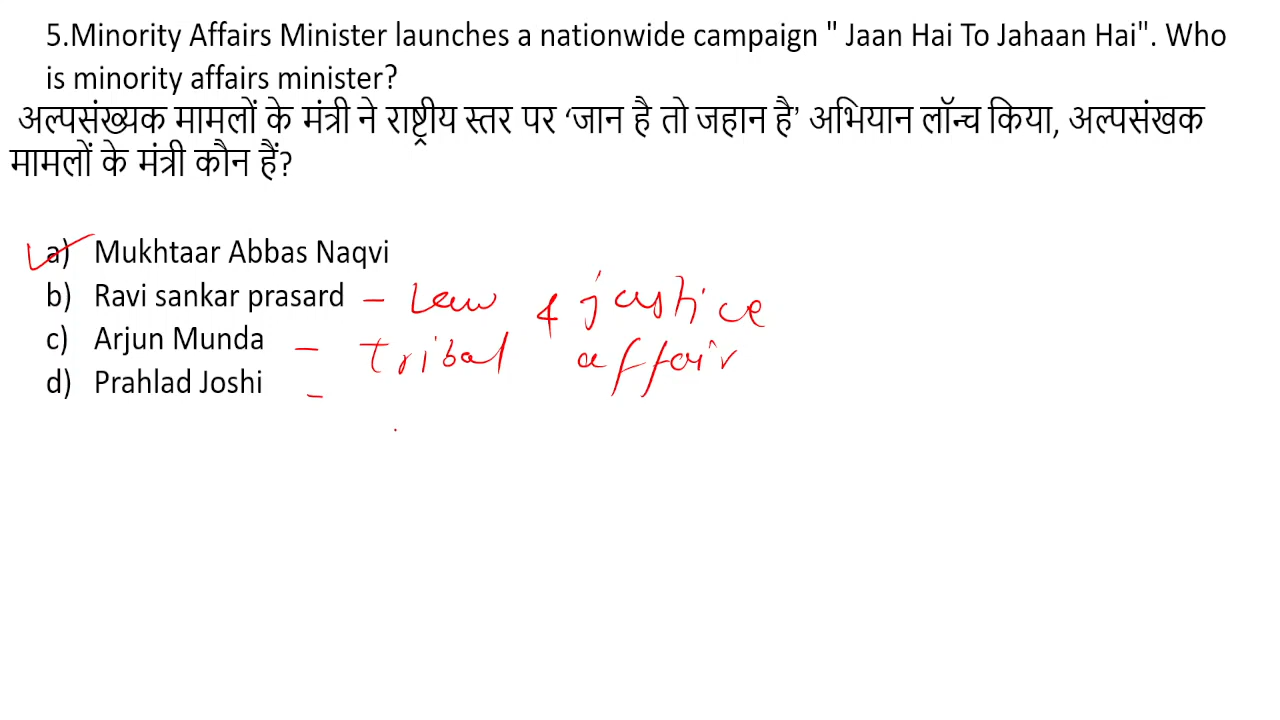 5.Minority Affairs Minister launches a nationwide campaign " Jaan Hai To Jahaan Hai". Who
is minority affairs minister?
अल्पसंख्यक मामलों के मंत्री ने राष्ट्रीय स्तर पर ‘जान है तो जहान है’ अभियान लॉन्च किया, अल्पसंखक
मामलों के मंत्री कौन हैं?
a) Mukhtaar Abbas Naqvi
b) Ravi sankar prasard - Law & justice
c) Arjun Munda - tribal affair
d) Prahlad Joshi -